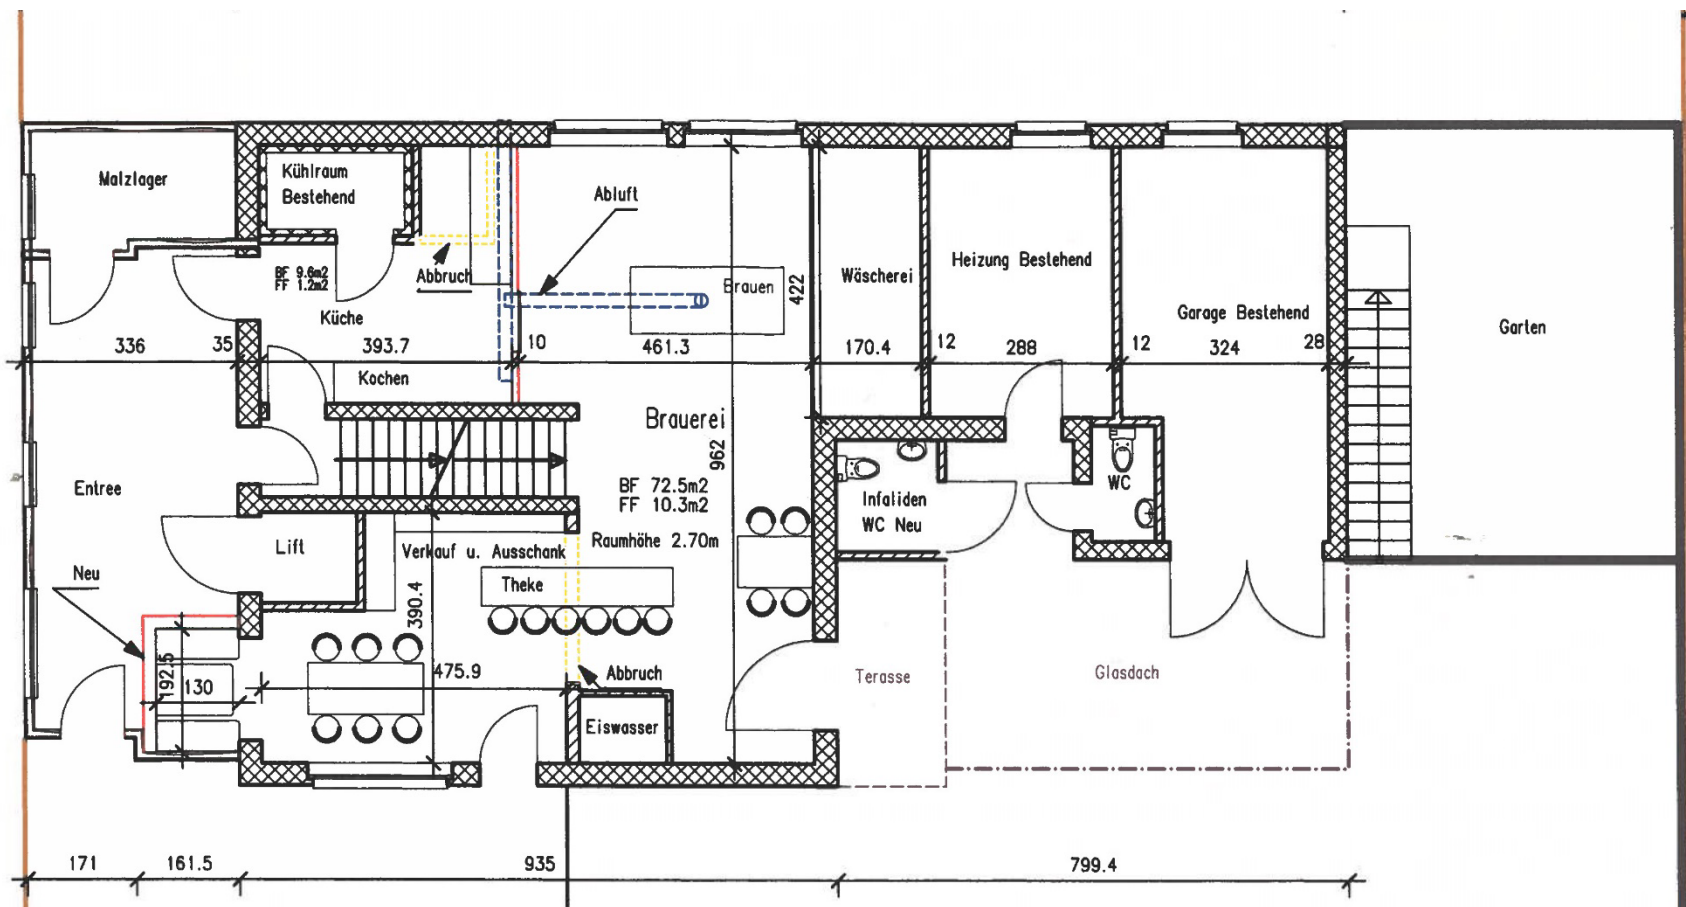 Malzlager
Kühlraum
Bestehend
Abluft
Abbruch
BF 9.6m2
FF 1.2m2
Küche
Brauen
422
Wäscherei
Heizung Bestehend
Garage Bestehend
Garten
336
35
393.7
10
461.3
170.4
12
288
12
324
28
Kochen
Brauerei
962
BF 72.5m2
FF 10.3m2
Raumhöhe 2.70m
Entree
Infaliden
WC Neu
WC
Lift
Verkauf u. Ausschank
Theke
Neu
390.4
192.5
130
475.9
Abbruch
Eiswasser
Terasse
Glasdach
171
161.5
935
799.4